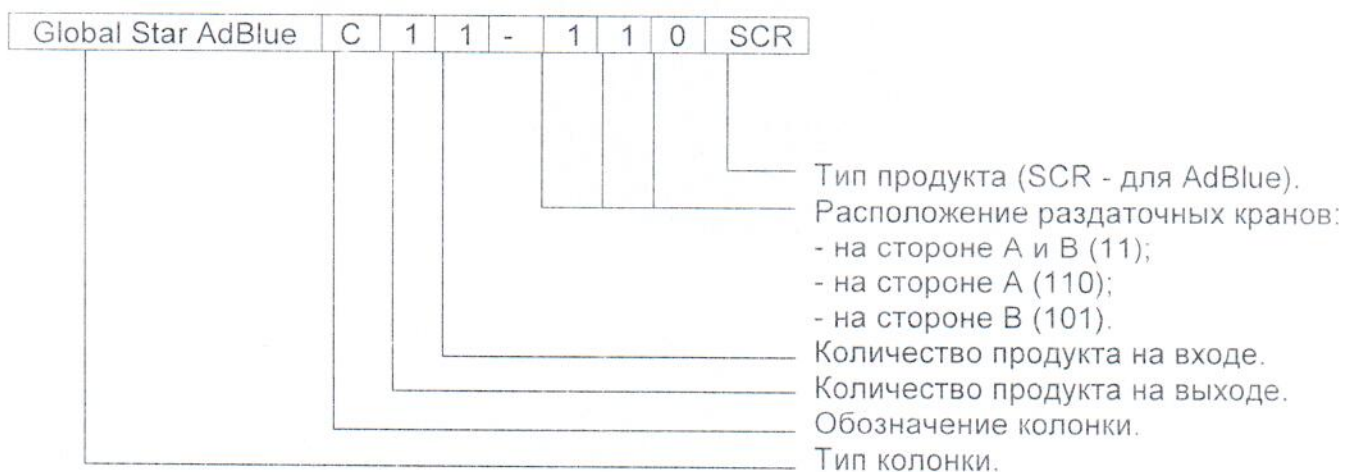 Global Star AdBlue C 1 1 - 1 1 0 SCR
Тип продукта (SCR - для AdBlue).
Расположение раздаточных кранов:
- на стороне А и В (11);
- на стороне А (110);
- на стороне В (101).
Количество продукта на входе.
Количество продукта на выходе.
Обозначение колонки.
Тип колонки.